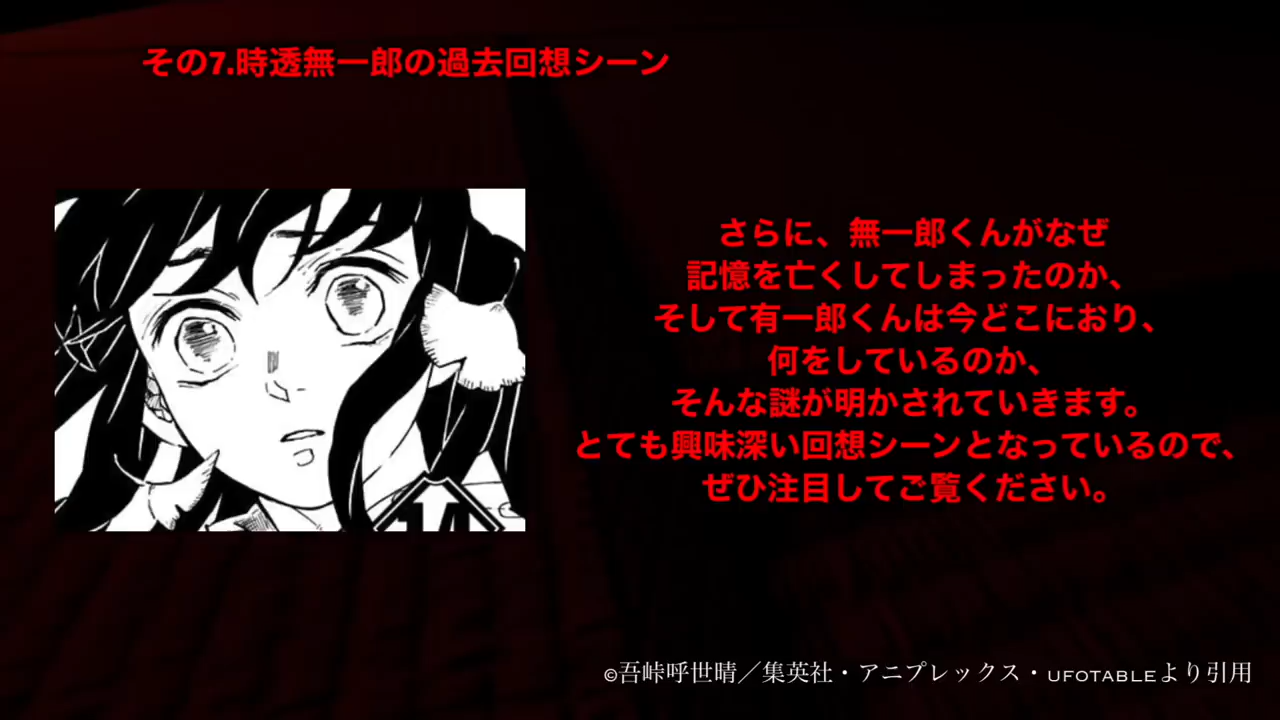 その7.時透無一郎の過去回想シーン
さらに、無一郎くんがなぜ
記憶を亡くしてしまったのか、
そして有一郎くんは今どこにおり、
何をしているのか、
そんな謎が明かされていきます。
とても興味深い回想シーンとなっているので、
ぜひ注目してご覧ください。
©吾峠呼世晴／集英社・アニプレックス・UFOTABLEより引用